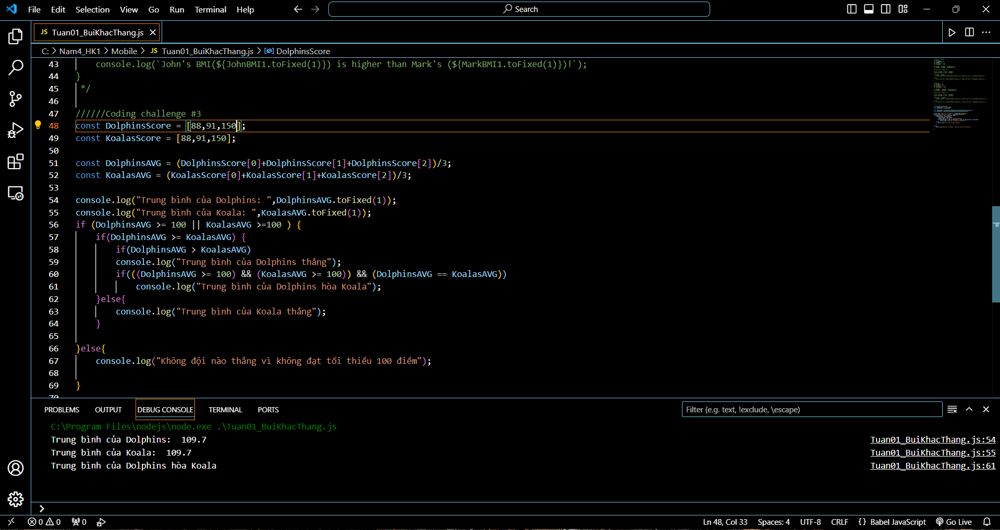 File Edit Selection View Go Run Terminal Help Search
JS Tuan01_BuiKhacThang.js
C: > Nam4_HK1 > Mobile > JS Tuan01_BuiKhacThang.js > DolphinsScore
43 console.log(`John's BMI(${JohnBMI1.toFixed(1)}) is higher than Mark's (${MarkBMI1.toFixed(1)})!`);
44 }
45 */
46
47 //////Coding challenge #3
48 const DolphinsScore = [88,91,150];
49 const KoalasScore = [88,91,150];
50
51 const DolphinsAVG = (DolphinsScore[0]+DolphinsScore[1]+DolphinsScore[2])/3;
52 const KoalasAVG = (KoalasScore[0]+KoalasScore[1]+KoalasScore[2])/3;
53
54 console.log("Trung bình của Dolphins: ",DolphinsAVG.toFixed(1));
55 console.log("Trung bình của Koala: ",KoalasAVG.toFixed(1));
56 if (DolphinsAVG >= 100 || KoalasAVG >=100 ) {
57 if(DolphinsAVG >= KoalasAVG) {
58 if(DolphinsAVG > KoalasAVG)
59 console.log("Trung bình của Dolphins thắng");
60 if(((DolphinsAVG >= 100) && (KoalasAVG >= 100)) && (DolphinsAVG == KoalasAVG))
61 console.log("Trung bình của Dolphins hòa Koala");
62 }else{
63 console.log("Trung bình của Koala thắng");
64 }
65
66 }else{
67 console.log("Không đội nào thắng vì không đạt tối thiểu 100 điểm");
68
69 }
70
PROBLEMS OUTPUT DEBUG CONSOLE TERMINAL PORTS Filter (e.g. text, !exclude, \escape)
C:\Program Files\nodejs\node.exe .\Tuan01_BuiKhacThang.js
Trung bình của Dolphins: 109.7 Tuan01_BuiKhacThang.js:54
Trung bình của Koala: 109.7 Tuan01_BuiKhacThang.js:55
Trung bình của Dolphins hòa Koala Tuan01_BuiKhacThang.js:61
>
0 0 0 Ln 48, Col 33 Spaces: 4 UTF-8 CRLF {} Babel JavaScript Go Live